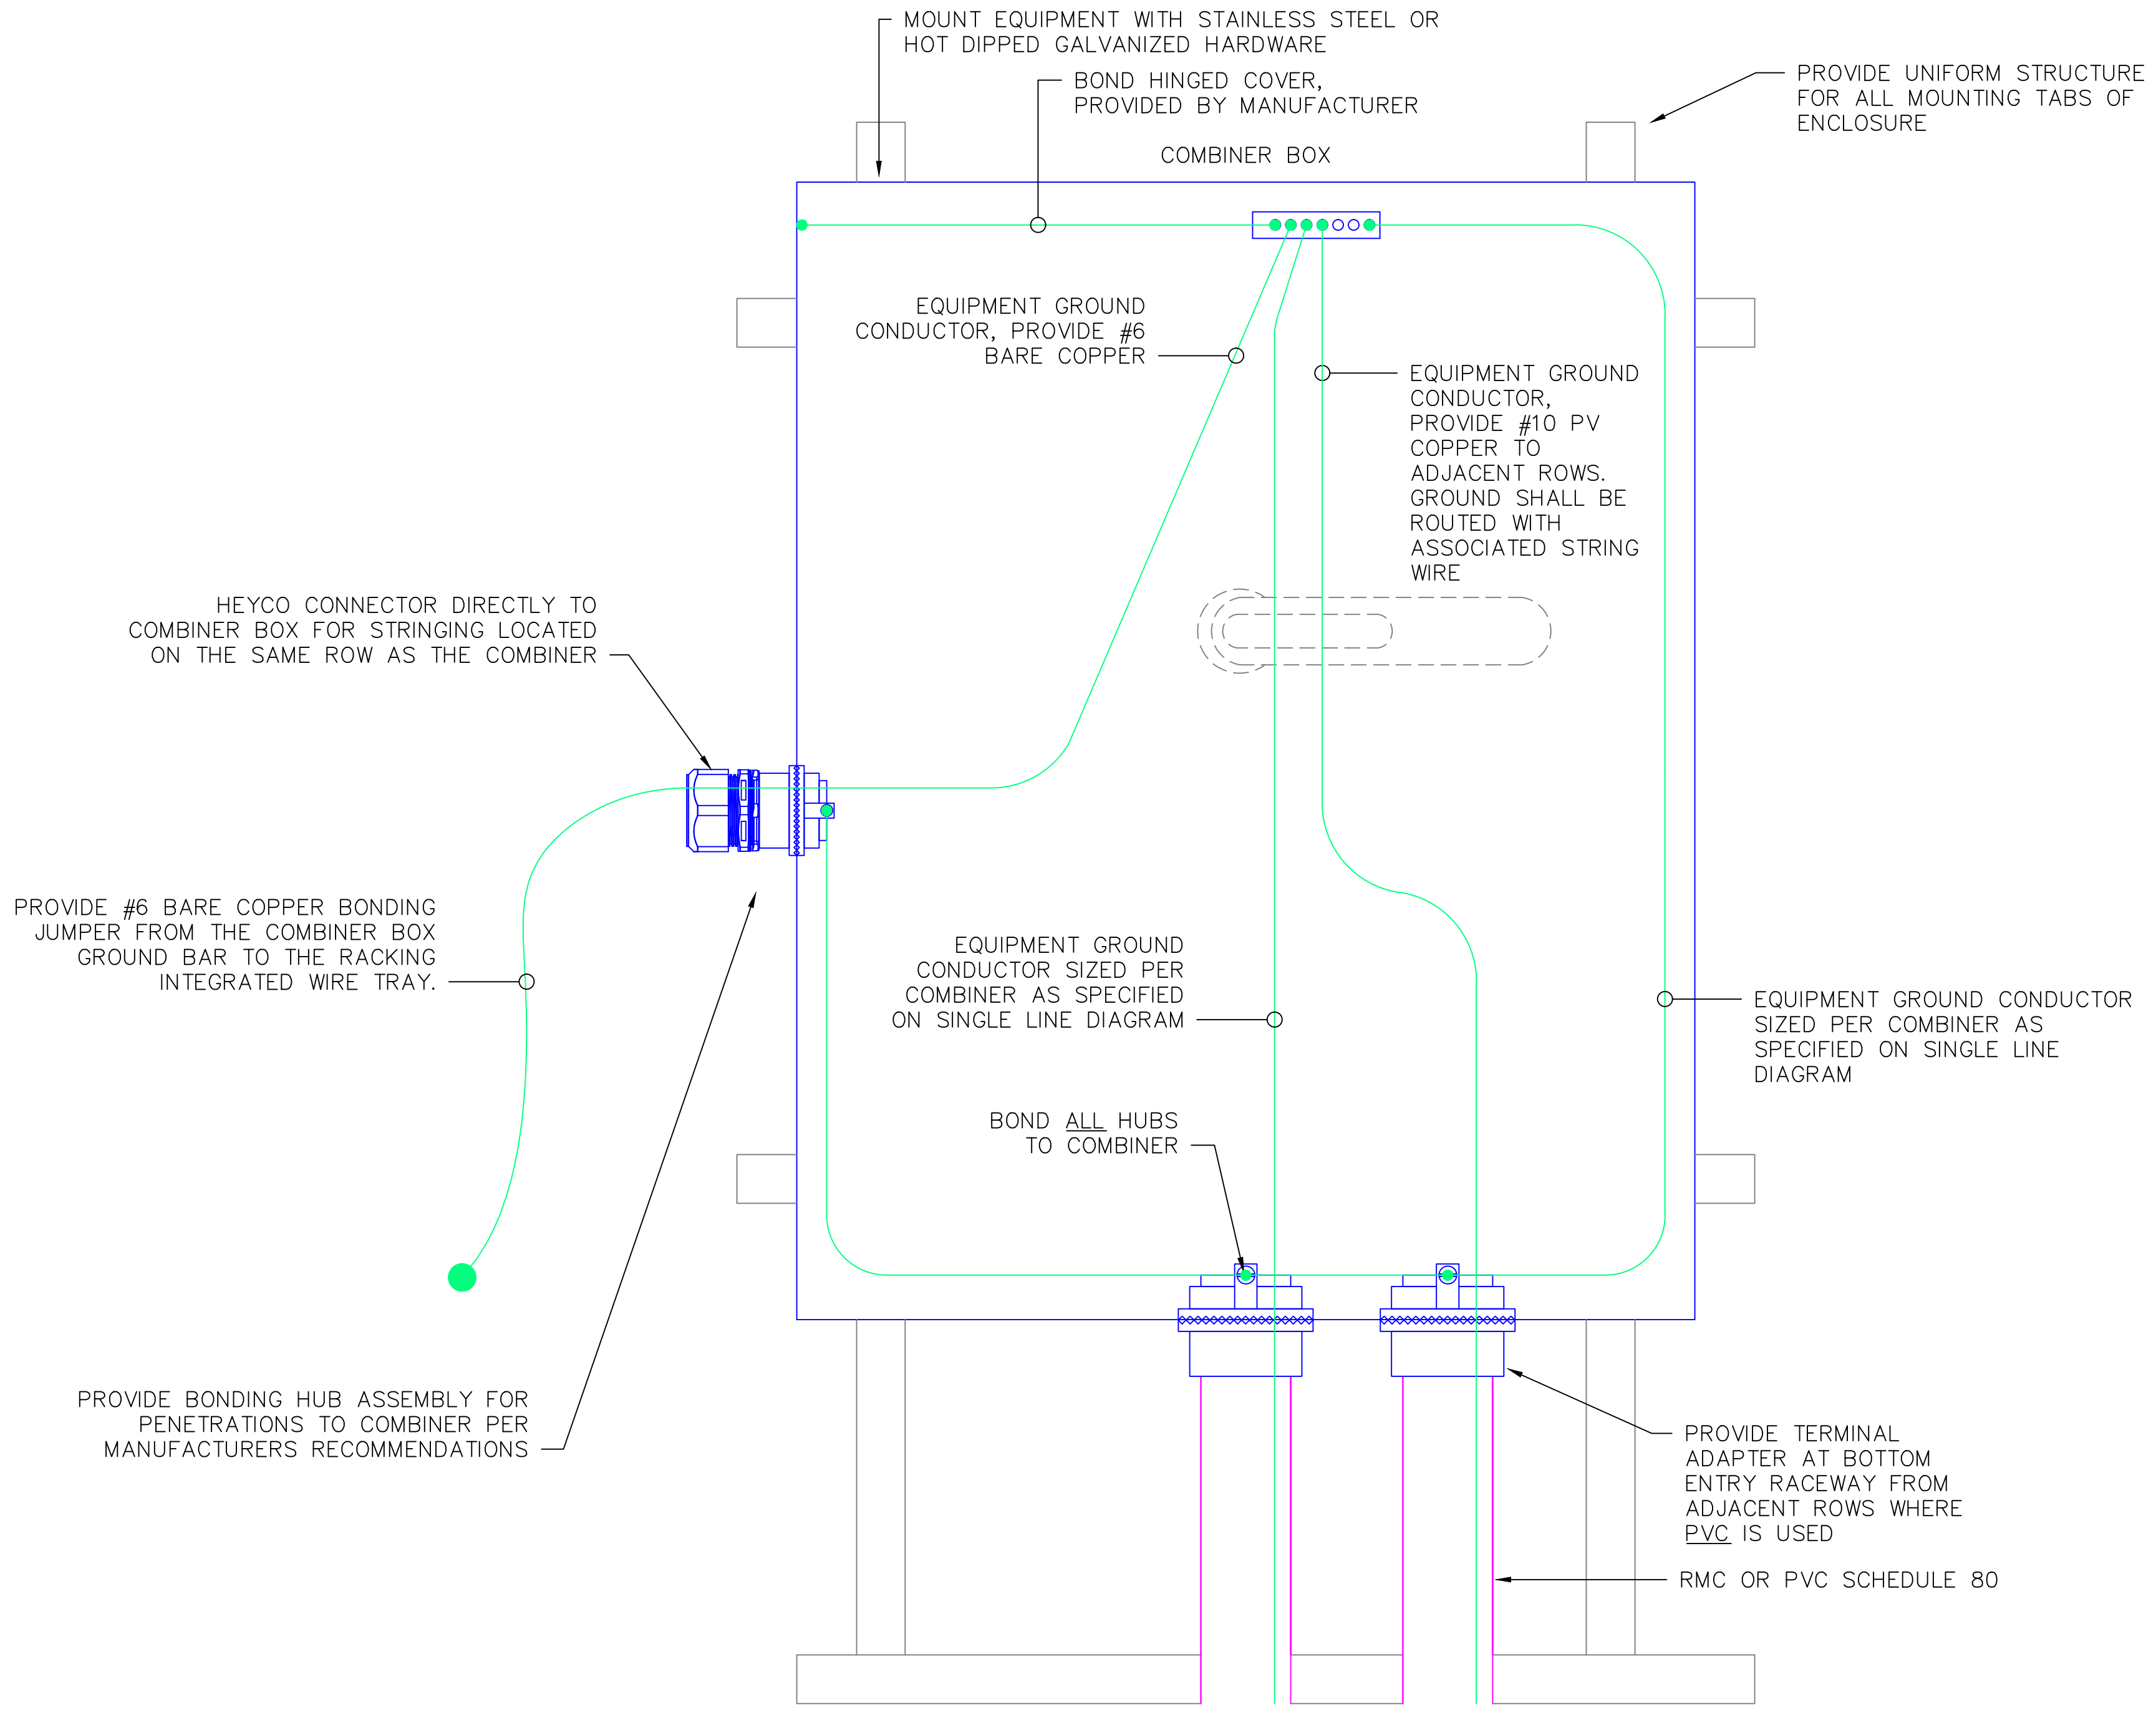 MOUNT EQUIPMENT WITH STAINLESS STEEL OR
HOT DIPPED GALVANIZED HARDWARE
BOND HINGED COVER,
PROVIDED BY MANUFACTURER
PROVIDE UNIFORM STRUCTURE
FOR ALL MOUNTING TABS OF
ENCLOSURE
COMBINER BOX
EQUIPMENT GROUND
CONDUCTOR, PROVIDE #6
BARE COPPER
EQUIPMENT GROUND
CONDUCTOR,
PROVIDE #10 PV
COPPER TO
ADJACENT ROWS.
GROUND SHALL BE
ROUTED WITH
ASSOCIATED STRING
WIRE
HEYCO CONNECTOR DIRECTLY TO
COMBINER BOX FOR STRINGING LOCATED
ON THE SAME ROW AS THE COMBINER
PROVIDE #6 BARE COPPER BONDING
JUMPER FROM THE COMBINER BOX
GROUND BAR TO THE RACKING
INTEGRATED WIRE TRAY.
EQUIPMENT GROUND
CONDUCTOR SIZED PER
COMBINER AS SPECIFIED
ON SINGLE LINE DIAGRAM
EQUIPMENT GROUND CONDUCTOR
SIZED PER COMBINER AS
SPECIFIED ON SINGLE LINE
DIAGRAM
BOND ALL HUBS
TO COMBINER
PROVIDE BONDING HUB ASSEMBLY FOR
PENETRATIONS TO COMBINER PER
MANUFACTURERS RECOMMENDATIONS
PROVIDE TERMINAL
ADAPTER AT BOTTOM
ENTRY RACEWAY FROM
ADJACENT ROWS WHERE
PVC IS USED
RMC OR PVC SCHEDULE 80